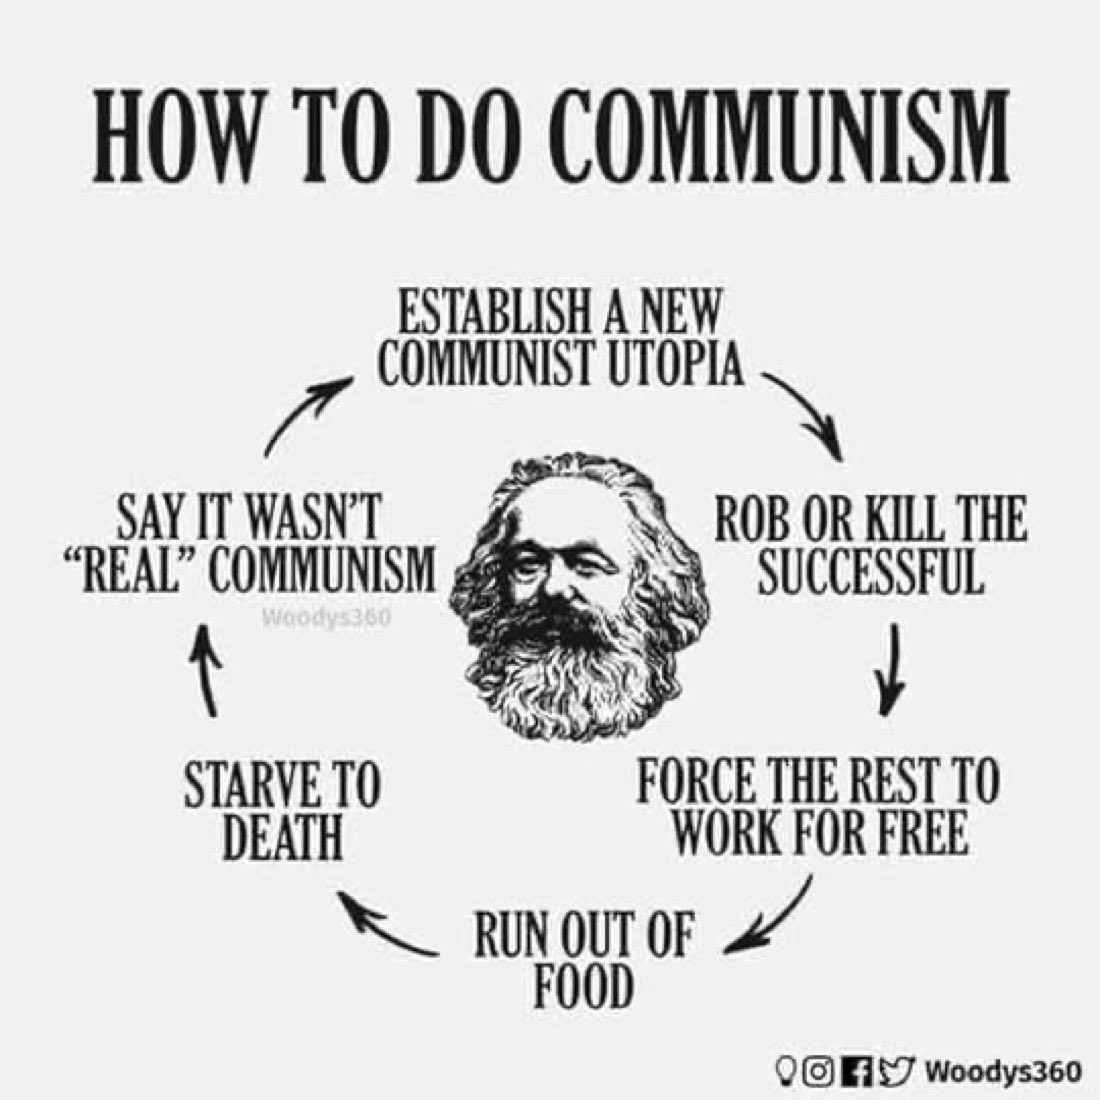 HOW TO DO COMMUNISM
ESTABLISH A NEW
COMMUNIST UTOPIA
ROB OR KILL THE
SUCCESSFUL
FORCE THE REST TO
WORK FOR FREE
RUN OUT OF
FOOD
STARVE TO
DEATH
SAY IT WASN'T
“REAL” COMMUNISM
Woodys360
Woodys360